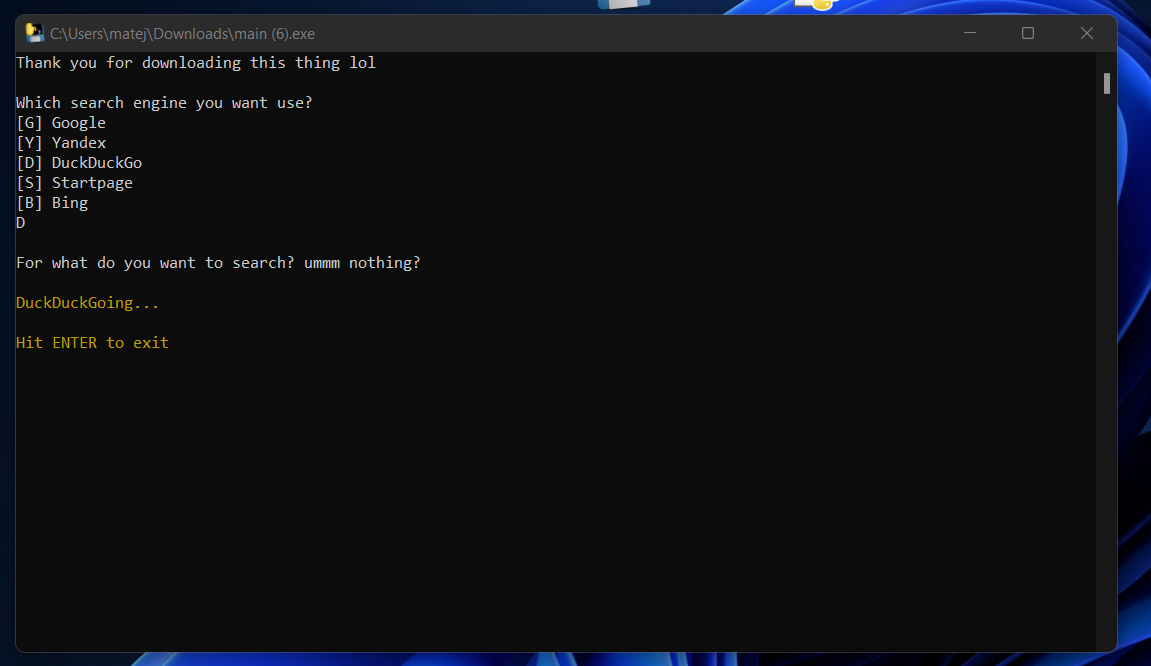 C:\Users\matej\Downloads\main (6).exe
Thank you for downloading this thing lol
Which search engine you want use?
[G] Google
[Y] Yandex
[D] DuckDuckGo
[S] Startpage
[B] Bing
D
For what do you want to search? ummm nothing?
DuckDuckGoing...
Hit ENTER to exit